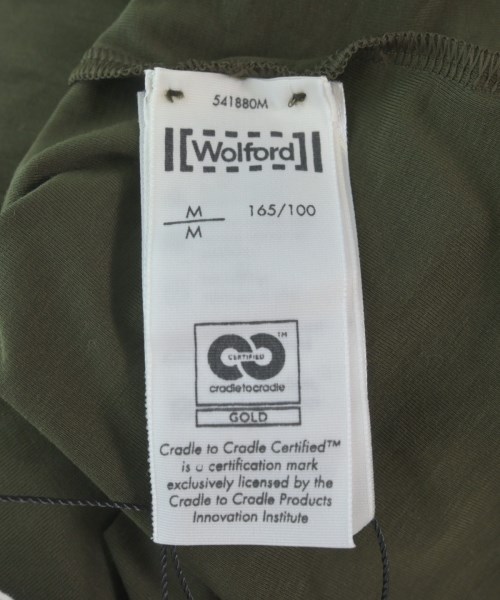 541880M
[Wolford]
M
M
165/100
TM
CERTIFIED
cradletocradle
GOLD
Cradle to Cradle Certified™
is a certification mark
exclusively licensed by the
Cradle to Cradle Products
Innovation Institute